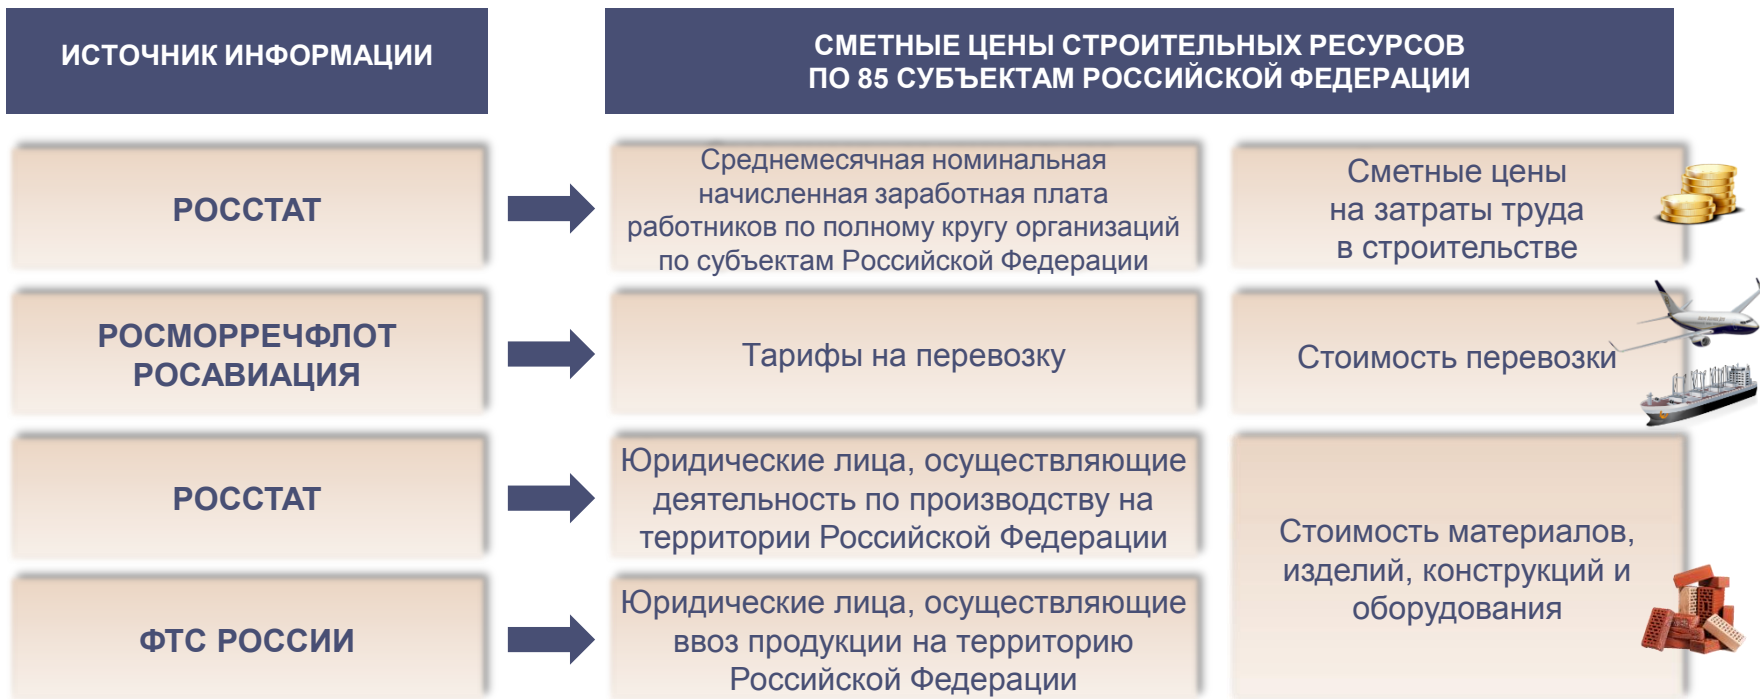 ИСТОЧНИК ИНФОРМАЦИИ
СМЕТНЫЕ ЦЕНЫ СТРОИТЕЛЬНЫХ РЕСУРСОВ
ПО 85 СУБЪЕКТАМ РОССИЙСКОЙ ФЕДЕРАЦИИ
РОССТАТ
Среднемесячная номинальная
начисленная заработная плата
работников по полному кругу организаций
по субъектам Российской Федерации
Сметные цены
на затраты труда
в строительстве
РОСМОРРЕЧФЛОТ
РОСАВИАЦИЯ
Тарифы на перевозку
Стоимость перевозки
РОССТАТ
Юридические лица, осуществляющие
деятельность по производству на
территории Российской Федерации
Стоимость материалов,
изделий, конструкций и
оборудования
ФТС РОССИИ
Юридические лица, осуществляющие
ввоз продукции на территорию
Российской Федерации